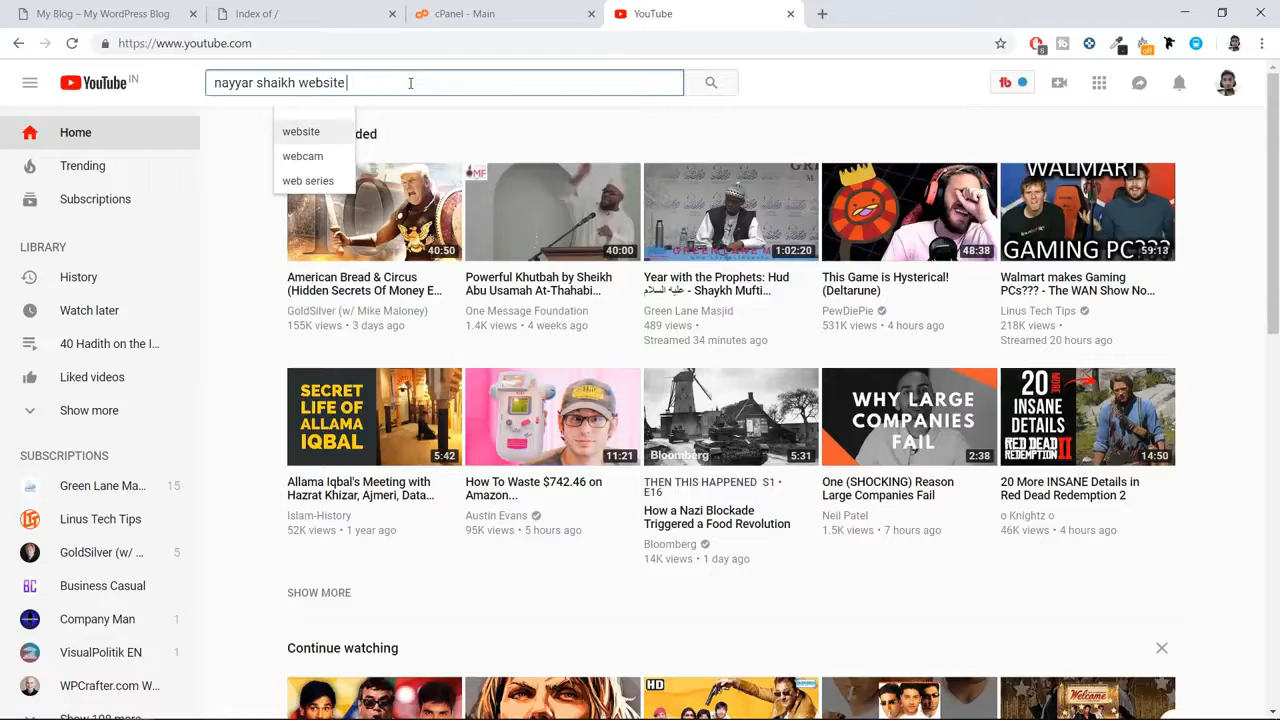 My Blog – My WordPress Blog
Index of /
cPanel - Main
YouTube
https://www.youtube.com
8
off
YouTube IN
nayyar shaikh website
website
webcam
web series
ded
Home
Trending
Subscriptions
LIBRARY
History
Watch later
40 Hadith on the I...
Liked videos
Show more
SUBSCRIPTIONS
Green Lane Ma... 15
Linus Tech Tips
GoldSilver (w/ ... 5
Business Casual
Company Man 1
VisualPolitik EN 1
WPCrafter.com W...
40:50
American Bread & Circus
(Hidden Secrets Of Money E...
GoldSilver (w/ Mike Maloney)
155K views • 3 days ago
OMF
40:00
Powerful Khutbah by Sheikh
Abu Usamah At-Thahabi...
One Message Foundation
1.4K views • 4 weeks ago
GREEN LANE M
1:02:20
Year with the Prophets: Hud
عليه السلام - Shaykh Mufti...
Green Lane Masjid
489 views •
Streamed 34 minutes ago
48:38
This Game is Hysterical!
(Deltarune)
PewDiePie
531K views • 4 hours ago
WALMART
GAMING PC???
59:13
Walmart makes Gaming
PCs??? - The WAN Show No...
Linus Tech Tips
218K views •
Streamed 20 hours ago
SECRET
LIFE OF
ALLAMA
IQBAL
5:42
Allama Iqbal's Meeting with
Hazrat Khizar, Ajmeri, Data...
Islam-History
52K views • 1 year ago
11:21
How To Waste $742.46 on
Amazon...
Austin Evans
95K views • 5 hours ago
Bloomberg
5:31
THEN THIS HAPPENED S1 •
E16
How a Nazi Blockade
Triggered a Food Revolution
Bloomberg
14K views • 1 day ago
WHY LARGE
COMPANIES
FAIL
2:38
One (SHOCKING) Reason
Large Companies Fail
Neil Patel
1.5K views • 7 hours ago
20 MORE
INSANE
DETAILS
RED DEAD
REDEMPTION II
14:50
20 More INSANE Details in
Red Dead Redemption 2
o Knightz o
46K views • 4 hours ago
SHOW MORE
Continue watching
HD
Welcome